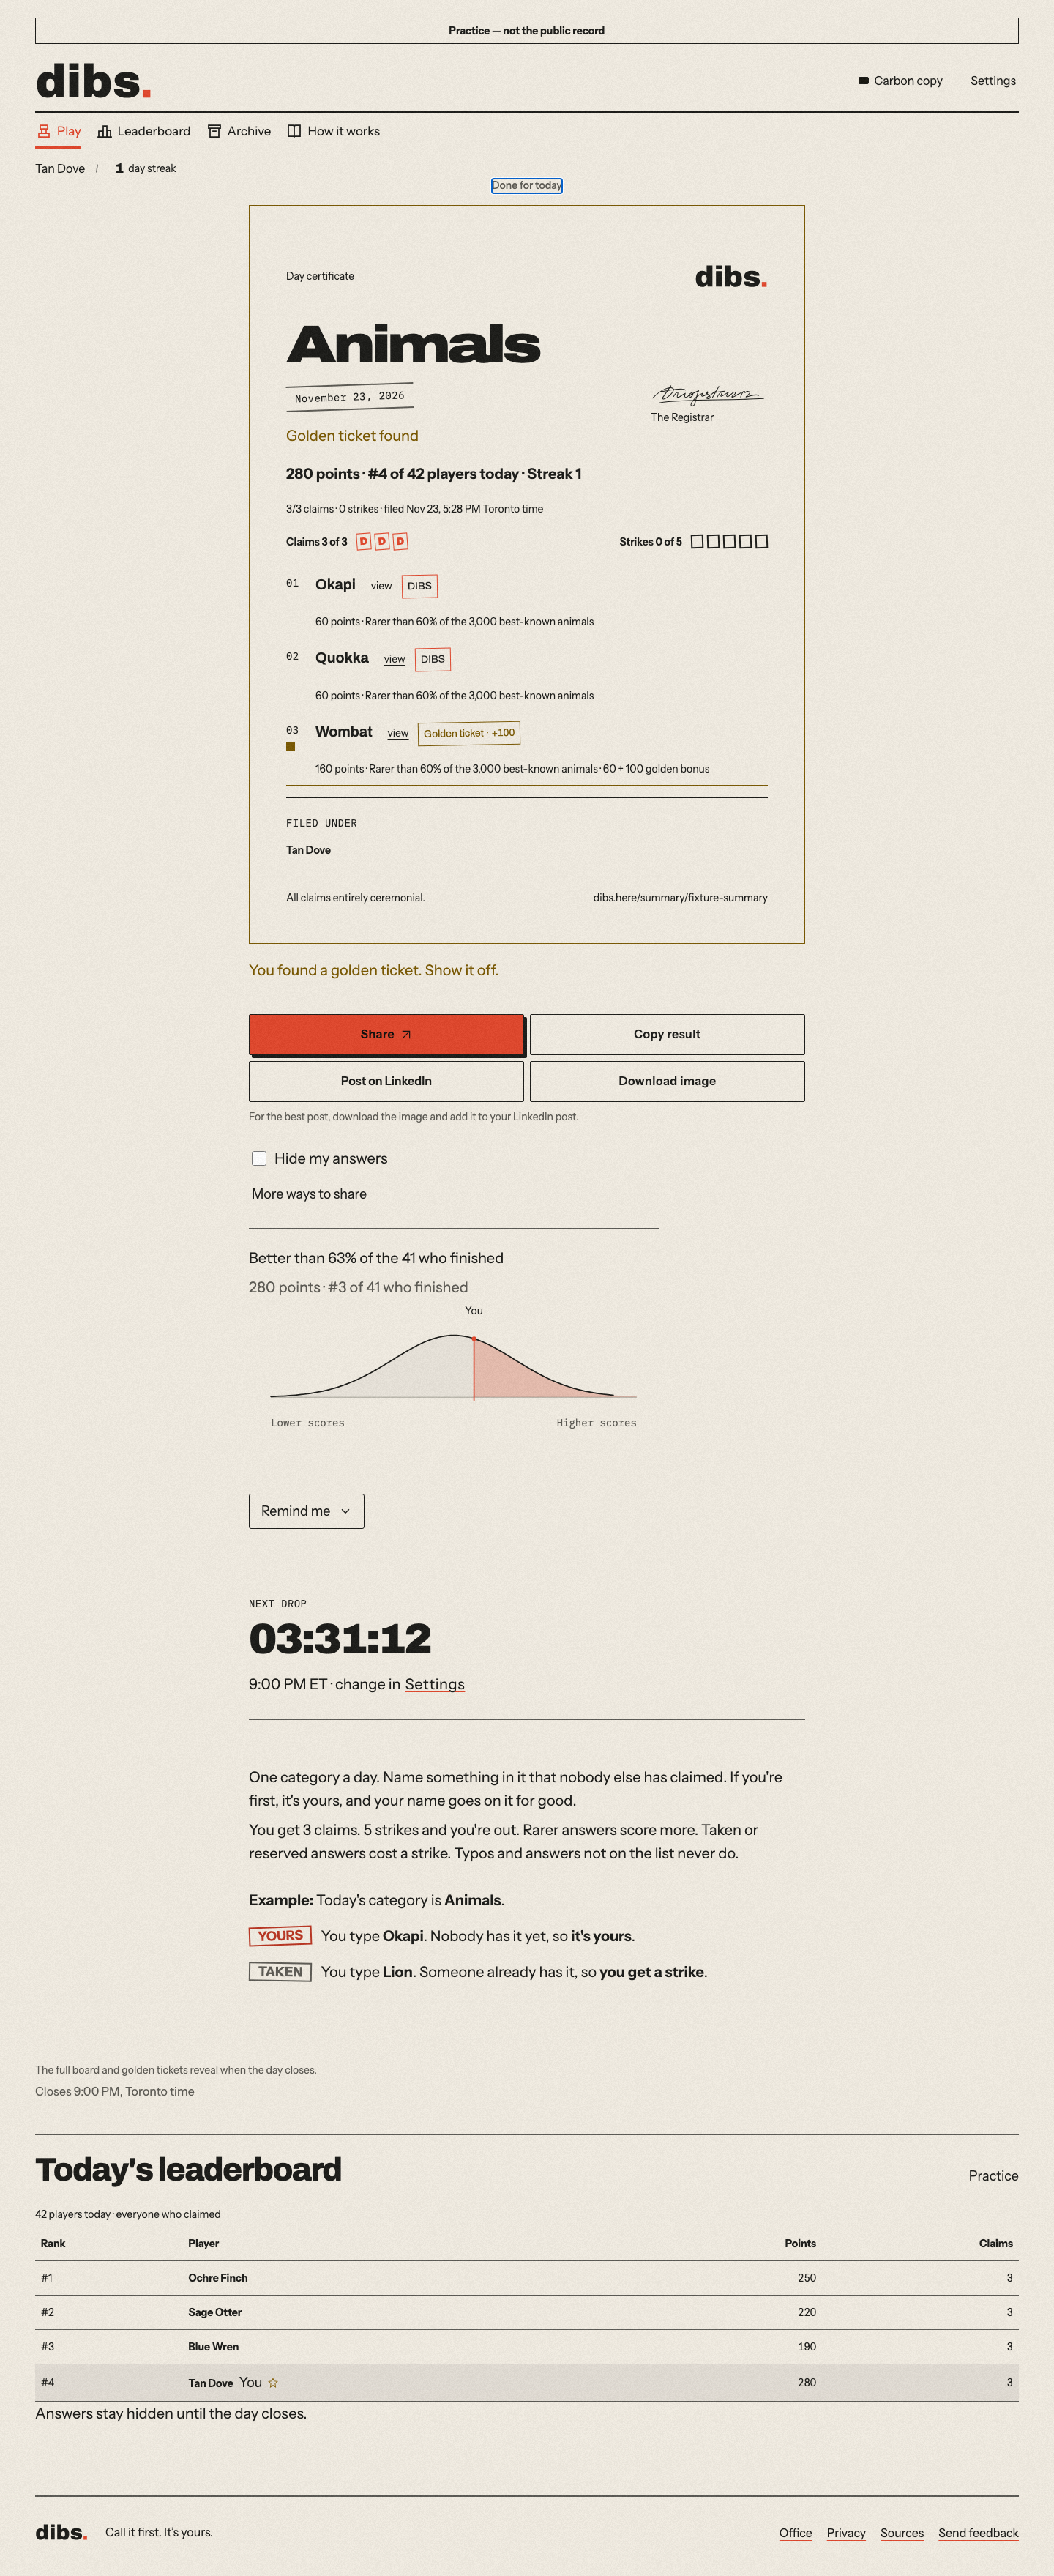 Practice — not the public record
dibs.
Carbon copy
Settings
Play
Leaderboard
Archive
How it works
Tan Dove / 1 day streak
Done for today
Day certificate
dibs.
Animals
November 23, 2026
The Registrar
Golden ticket found
280 points · #4 of 42 players today · Streak 1
3/3 claims · 0 strikes · filed Nov 23, 5:28 PM Toronto time
Claims 3 of 3 D D D
Strikes 0 of 5
01 Okapi view DIBS
60 points · Rarer than 60% of the 3,000 best-known animals
02 Quokka view DIBS
60 points · Rarer than 60% of the 3,000 best-known animals
03 Wombat view Golden ticket · +100
160 points · Rarer than 60% of the 3,000 best-known animals · 60 + 100 golden bonus
FILED UNDER
Tan Dove
All claims entirely ceremonial.
dibs.here/summary/fixture-summary
You found a golden ticket. Show it off.
Share
Copy result
Post on LinkedIn
Download image
For the best post, download the image and add it to your LinkedIn post.
Hide my answers
More ways to share
Better than 63% of the 41 who finished
280 points · #3 of 41 who finished
You
Lower scores
Higher scores
Remind me
NEXT DROP
03:31:12
9:00 PM ET · change in Settings
One category a day. Name something in it that nobody else has claimed. If you're
first, it's yours, and your name goes on it for good.
You get 3 claims. 5 strikes and you're out. Rarer answers score more. Taken or
reserved answers cost a strike. Typos and answers not on the list never do.
Example: Today's category is Animals.
YOURS You type Okapi. Nobody has it yet, so it's yours.
TAKEN You type Lion. Someone already has it, so you get a strike.
The full board and golden tickets reveal when the day closes.
Closes 9:00 PM, Toronto time
Today's leaderboard
Practice
42 players today · everyone who claimed
Rank Player Points Claims
#1 Ochre Finch 250 3
#2 Sage Otter 220 3
#3 Blue Wren 190 3
#4 Tan Dove You 280 3
Answers stay hidden until the day closes.
dibs. Call it first. It's yours.
Office Privacy Sources Send feedback